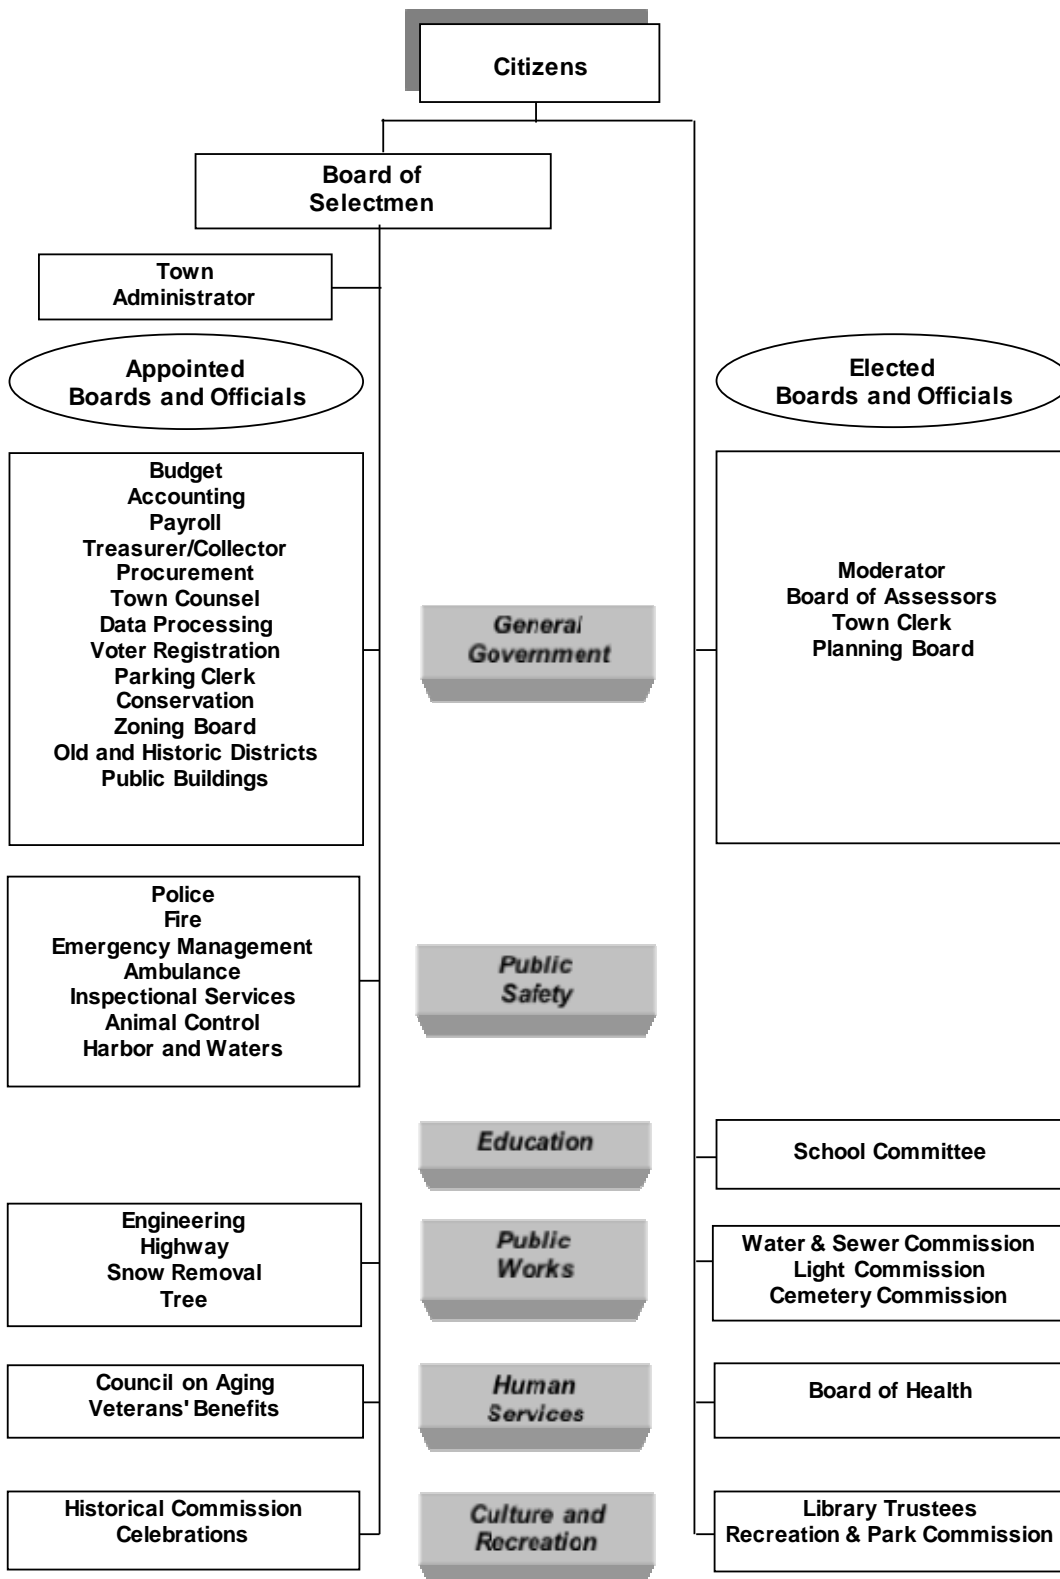 Citizens
Board of
Selectmen
Town
Administrator
Appointed
Boards and Officials
Elected
Boards and Officials
Budget
Accounting
Payroll
Treasurer/Collector
Procurement
Town Counsel
Data Processing
Voter Registration
Parking Clerk
Conservation
Zoning Board
Old and Historic Districts
Public Buildings
General
Government
Moderator
Board of Assessors
Town Clerk
Planning Board
Police
Fire
Emergency Management
Ambulance
Inspectional Services
Animal Control
Harbor and Waters
Public
Safety
Education
School Committee
Engineering
Highway
Snow Removal
Tree
Public
Works
Water & Sewer Commission
Light Commission
Cemetery Commission
Council on Aging
Veterans' Benefits
Human
Services
Board of Health
Historical Commission
Celebrations
Culture and
Recreation
Library Trustees
Recreation & Park Commission